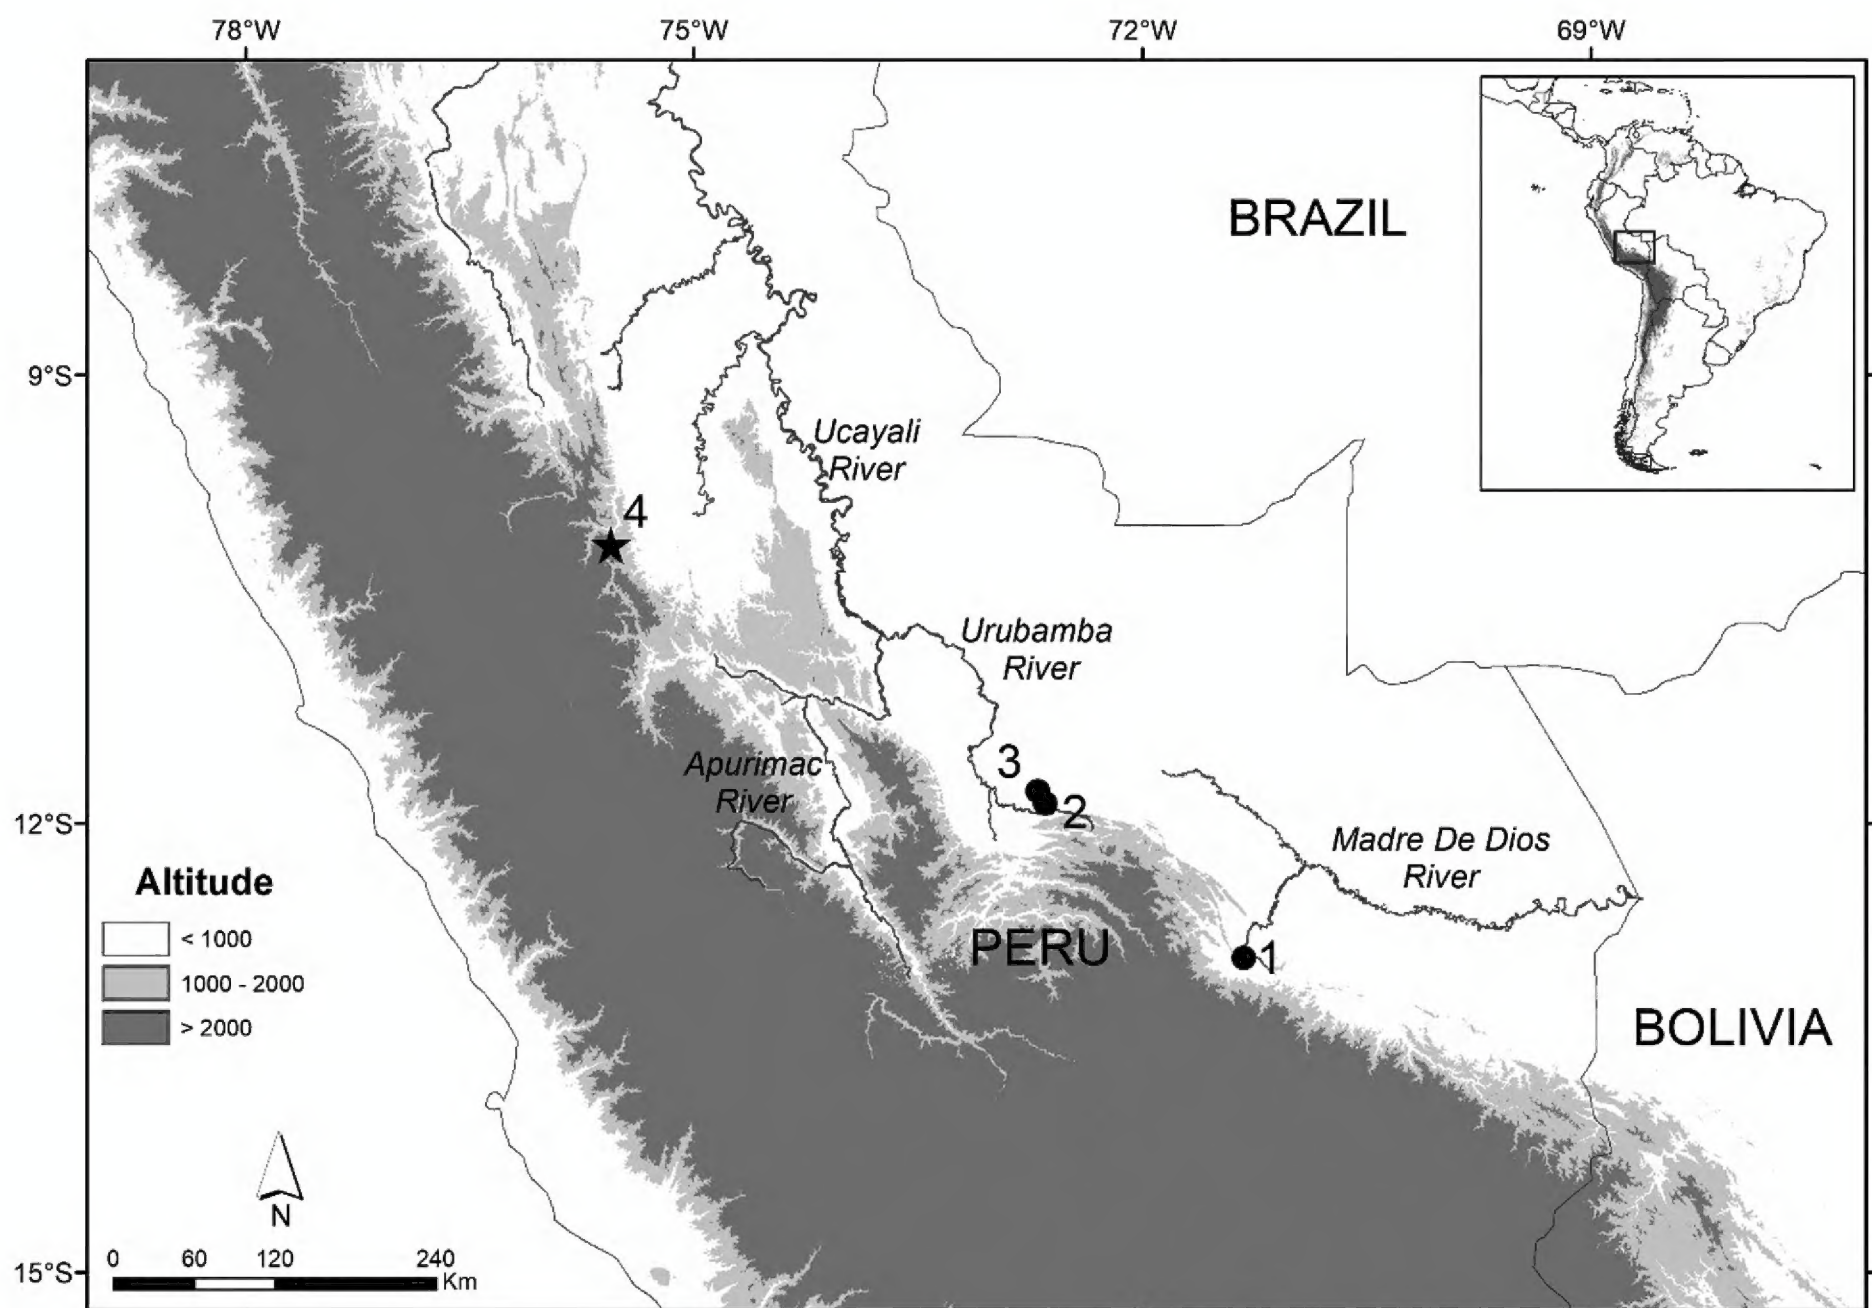 78°W 75°W 72°W 69°W
BRAZIL
9°S
Ucayali
River
4
Urubamba
River
3
Apurimac
River
2
12°S
Madre De Dios
River
Altitude
< 1000
PERU
1
1000 - 2000
> 2000
BOLIVIA
N
0 60 120 240
Km
15°S